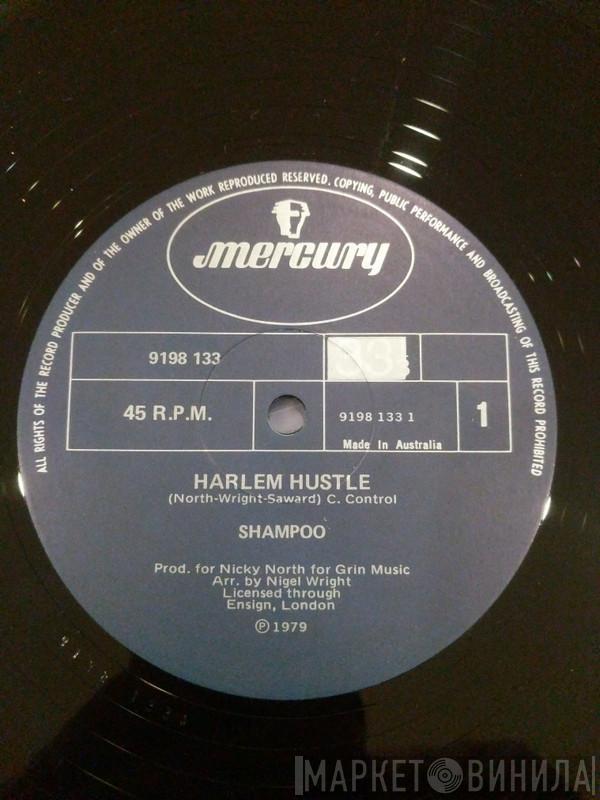 ALL RIGHTS OF THE RECORD PRODUCER AND OF THE OWNER OF THE WORK REPRODUCED RESERVED. COPYING, PUBLIC PERFORMANCE AND BROADCASTING OF THIS RECORD PROHIBITED
mercury
9198 133
45 R.P.M.
9198 133 1
1
Made In Australia
HARLEM HUSTLE
(North-Wright-Saward) C. Control
SHAMPOO
Prod. for Nicky North for Grin Music
Arr. by Nigel Wright
Licensed through
Ensign, London
Ⓟ 1979
МАРКЕТ ВИНИЛА